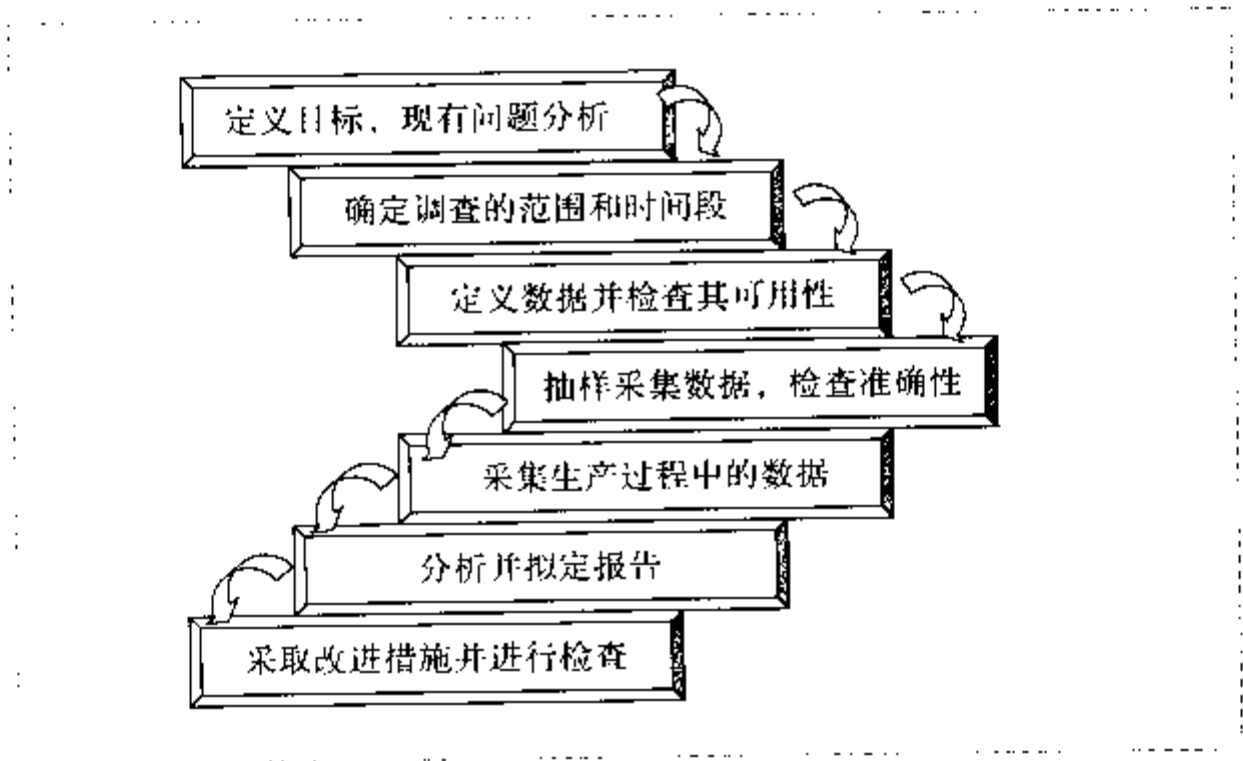 定义目标，现有问题分析
确定调查的范围和时间段
定义数据并检查其可用性
抽样采集数据，检查准确性
采集生产过程中的数据
分析并拟定报告
采取改进措施并进行检查